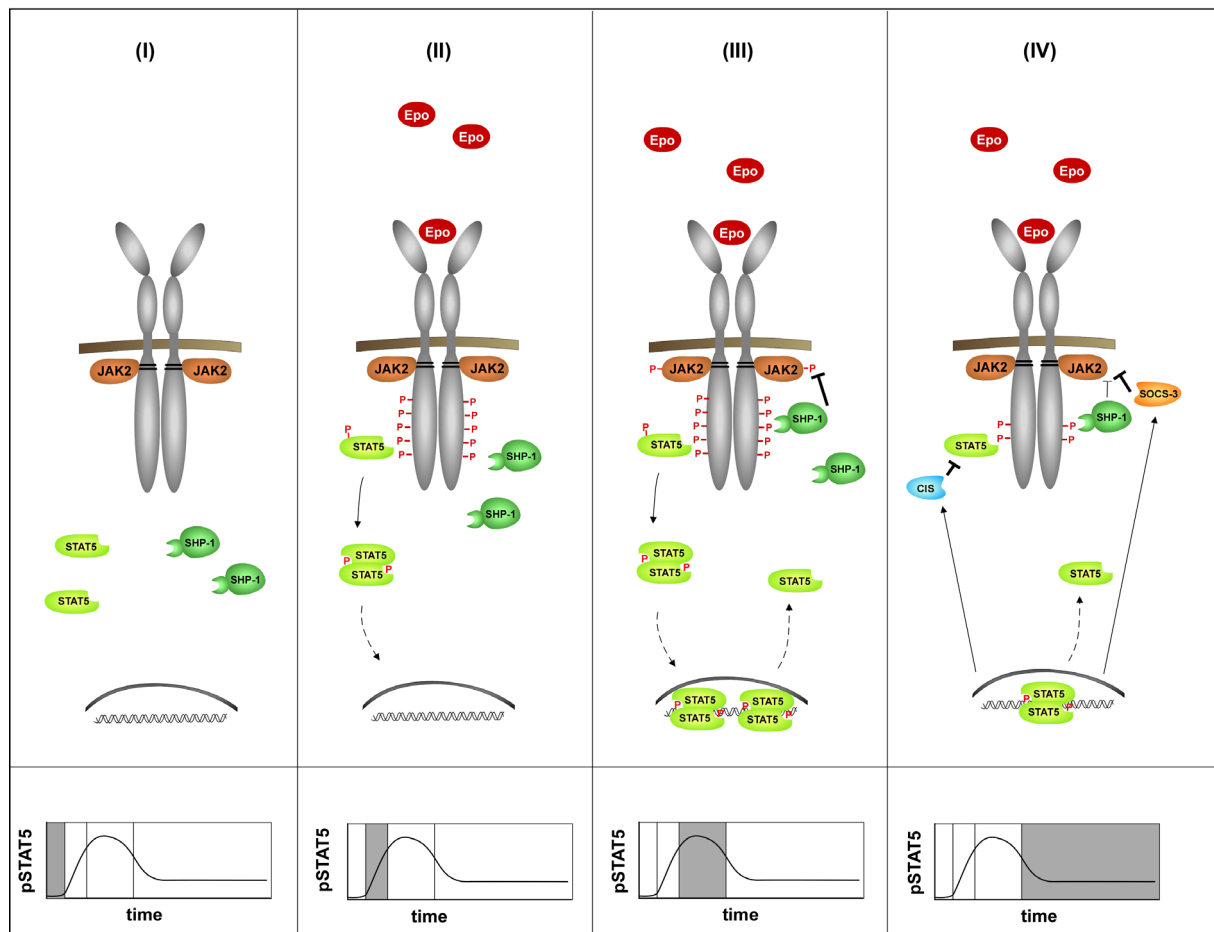 (I)
(II)
(III)
(IV)
JAK2
JAK2
STAT5
STAT5
SHP-1
SHP-1
Epo
Epo
Epo
JAK2
JAK2
P
P
P
P
P
P
P
P
P
P
P
STAT5
SHP-1
SHP-1
STAT5
P
P
STAT5
Epo
Epo
Epo
P
JAK2
JAK2
P
P
P
P
P
P
P
P
P
P
P
P
STAT5
SHP-1
SHP-1
STAT5
P
P
STAT5
STAT5
STAT5
STAT5
P
P
P
P
STAT5
STAT5
Epo
Epo
Epo
JAK2
JAK2
SOCS-3
SHP-1
P
P
P
P
STAT5
CIS
STAT5
STAT5
P
P
STAT5
pSTAT5
time
pSTAT5
time
pSTAT5
time
pSTAT5
time